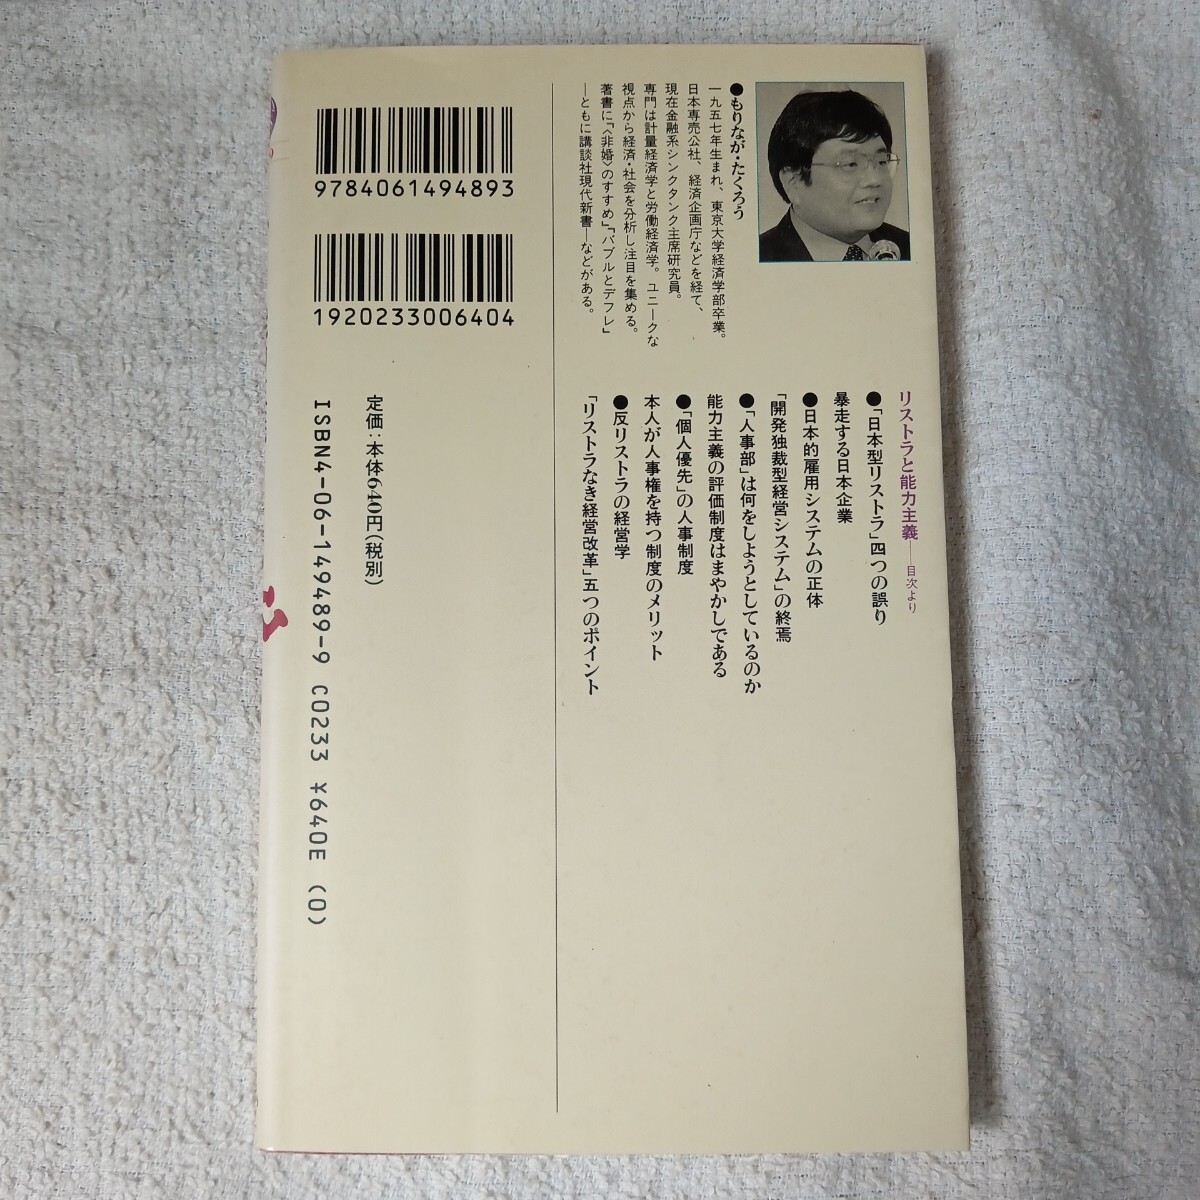 ●もりなが・たくろう
一九五七年生まれ、東京大学経済学部卒業。
日本専売公社、経済企画庁などを経て、
現在金融系シンクタンク主席研究員。
専門は計量経済学と労働経済学。ユニークな
視点から経済・社会を分析し注目を集める。
著書に「〈非婚〉のすすめ」「バブルとデフレ」
―ともに講談社現代新書―などがある。
リストラと能力主義――目次より
●「日本型リストラ」四つの誤り
暴走する日本企業
●日本的雇用システムの正体
「開発独裁型経営システム」の終焉
●「人事部」は何をしようとしているのか
能力主義の評価制度はまやかしである
●「個人優先」の人事制度
本人が人事権を持つ制度のメリット
●反リストラの経営学
「リストラなき経営改革」五つのポイント
9784061494893
1920233006404
定価:本体640円(税別)
ISBN4-06-149489-9 C0233 ¥640E (0)